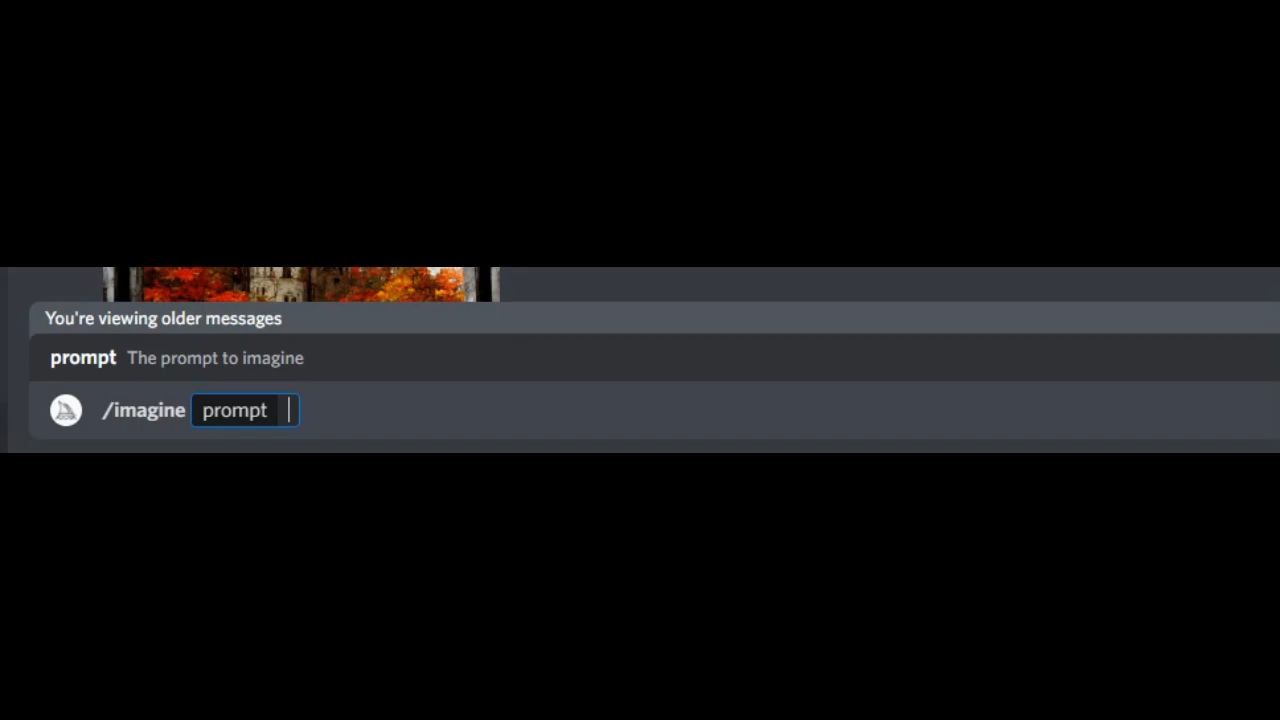 You're viewing older messages
prompt The prompt to imagine
/imagine prompt